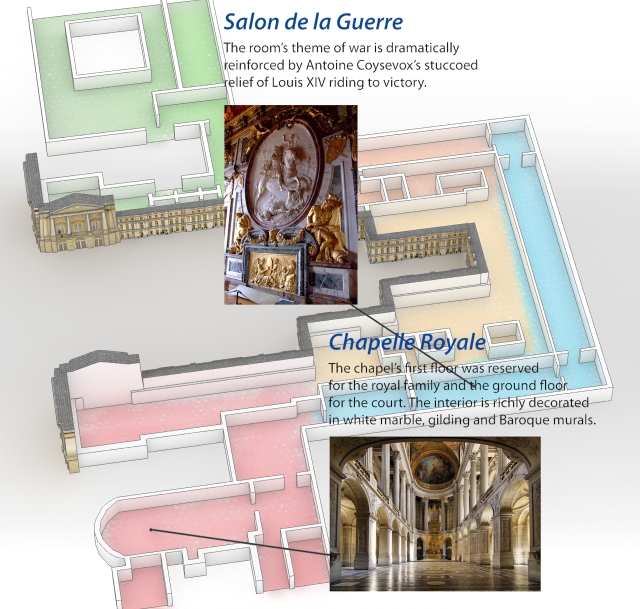 Salon de la Guerre
The room's theme of war is dramatically
reinforced by Antoine Coysevox's stuccoed
relief of Louis XIV riding to victory.
Chapelle Royale
The chapel's first floor was reserved
for the royal family and the ground floor
for the court. The interior is richly decorated
in white marble, gilding and Baroque murals.